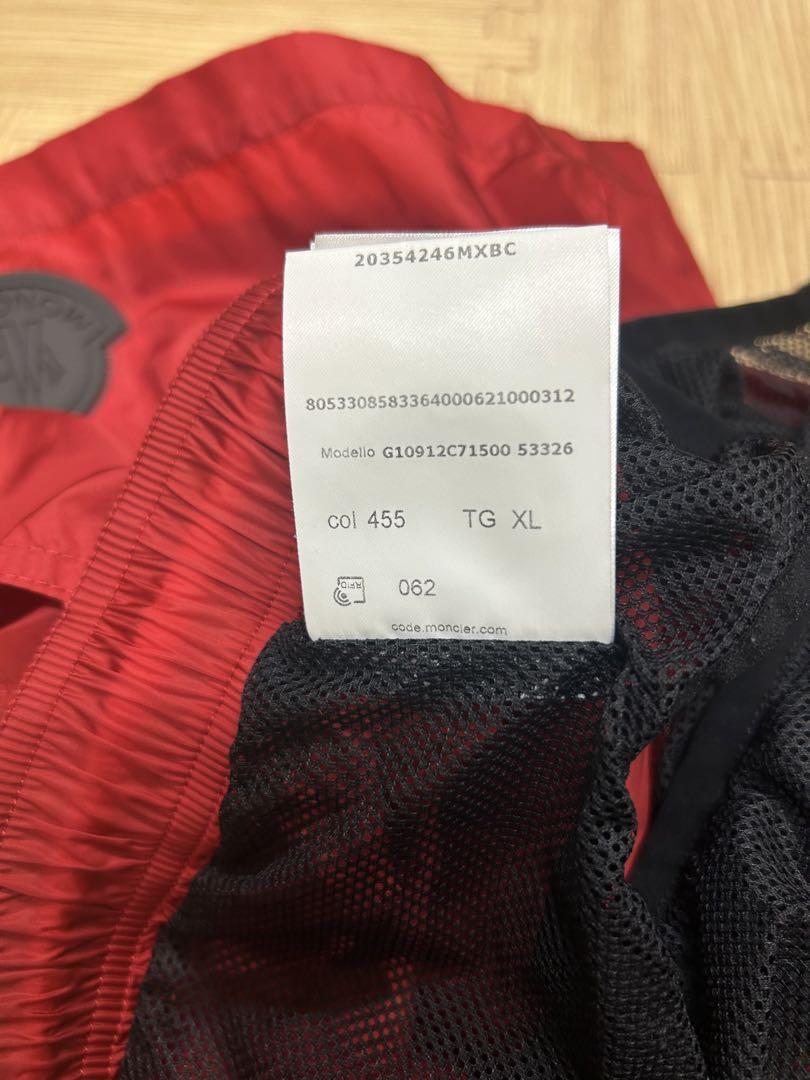 20354246MXBC
8053308583364000621000312
Modello G10912C71500 53326
col 455 TG XL
RFID 062
code.moncler.com